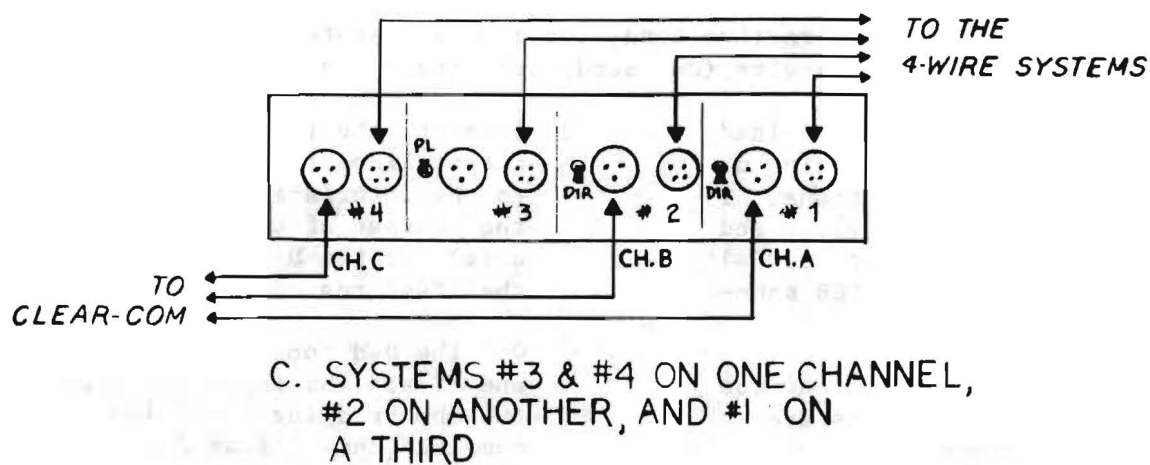 TO THE
4-WIRE SYSTEMS
PL
DIR
DIR
#4
#3
#2
#1
CH.C
CH.B
CH.A
TO
CLEAR-COM
C. SYSTEMS #3 & #4 ON ONE CHANNEL,
#2 ON ANOTHER, AND #1 ON
A THIRD